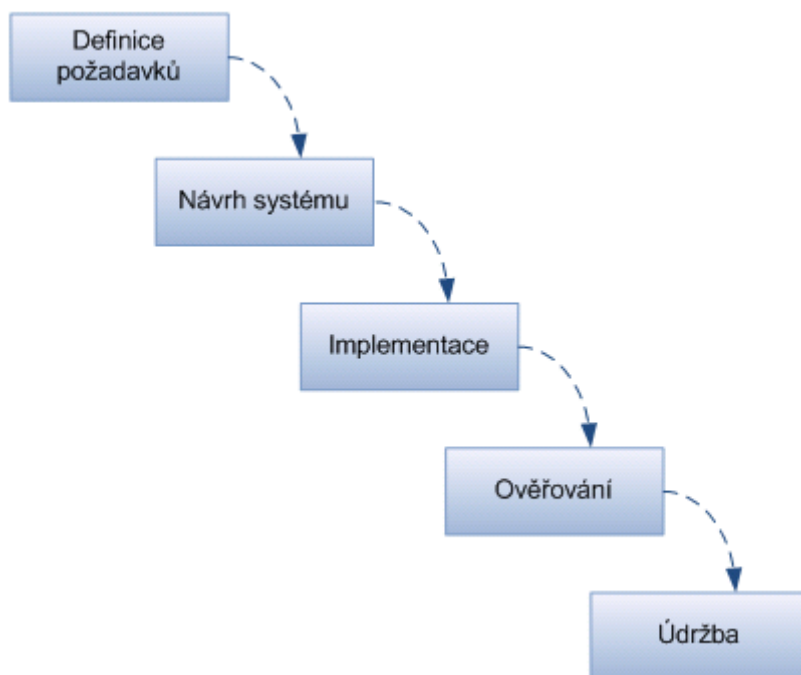 Definice
požadavků
Návrh systému
Implementace
Ověřování
Údržba